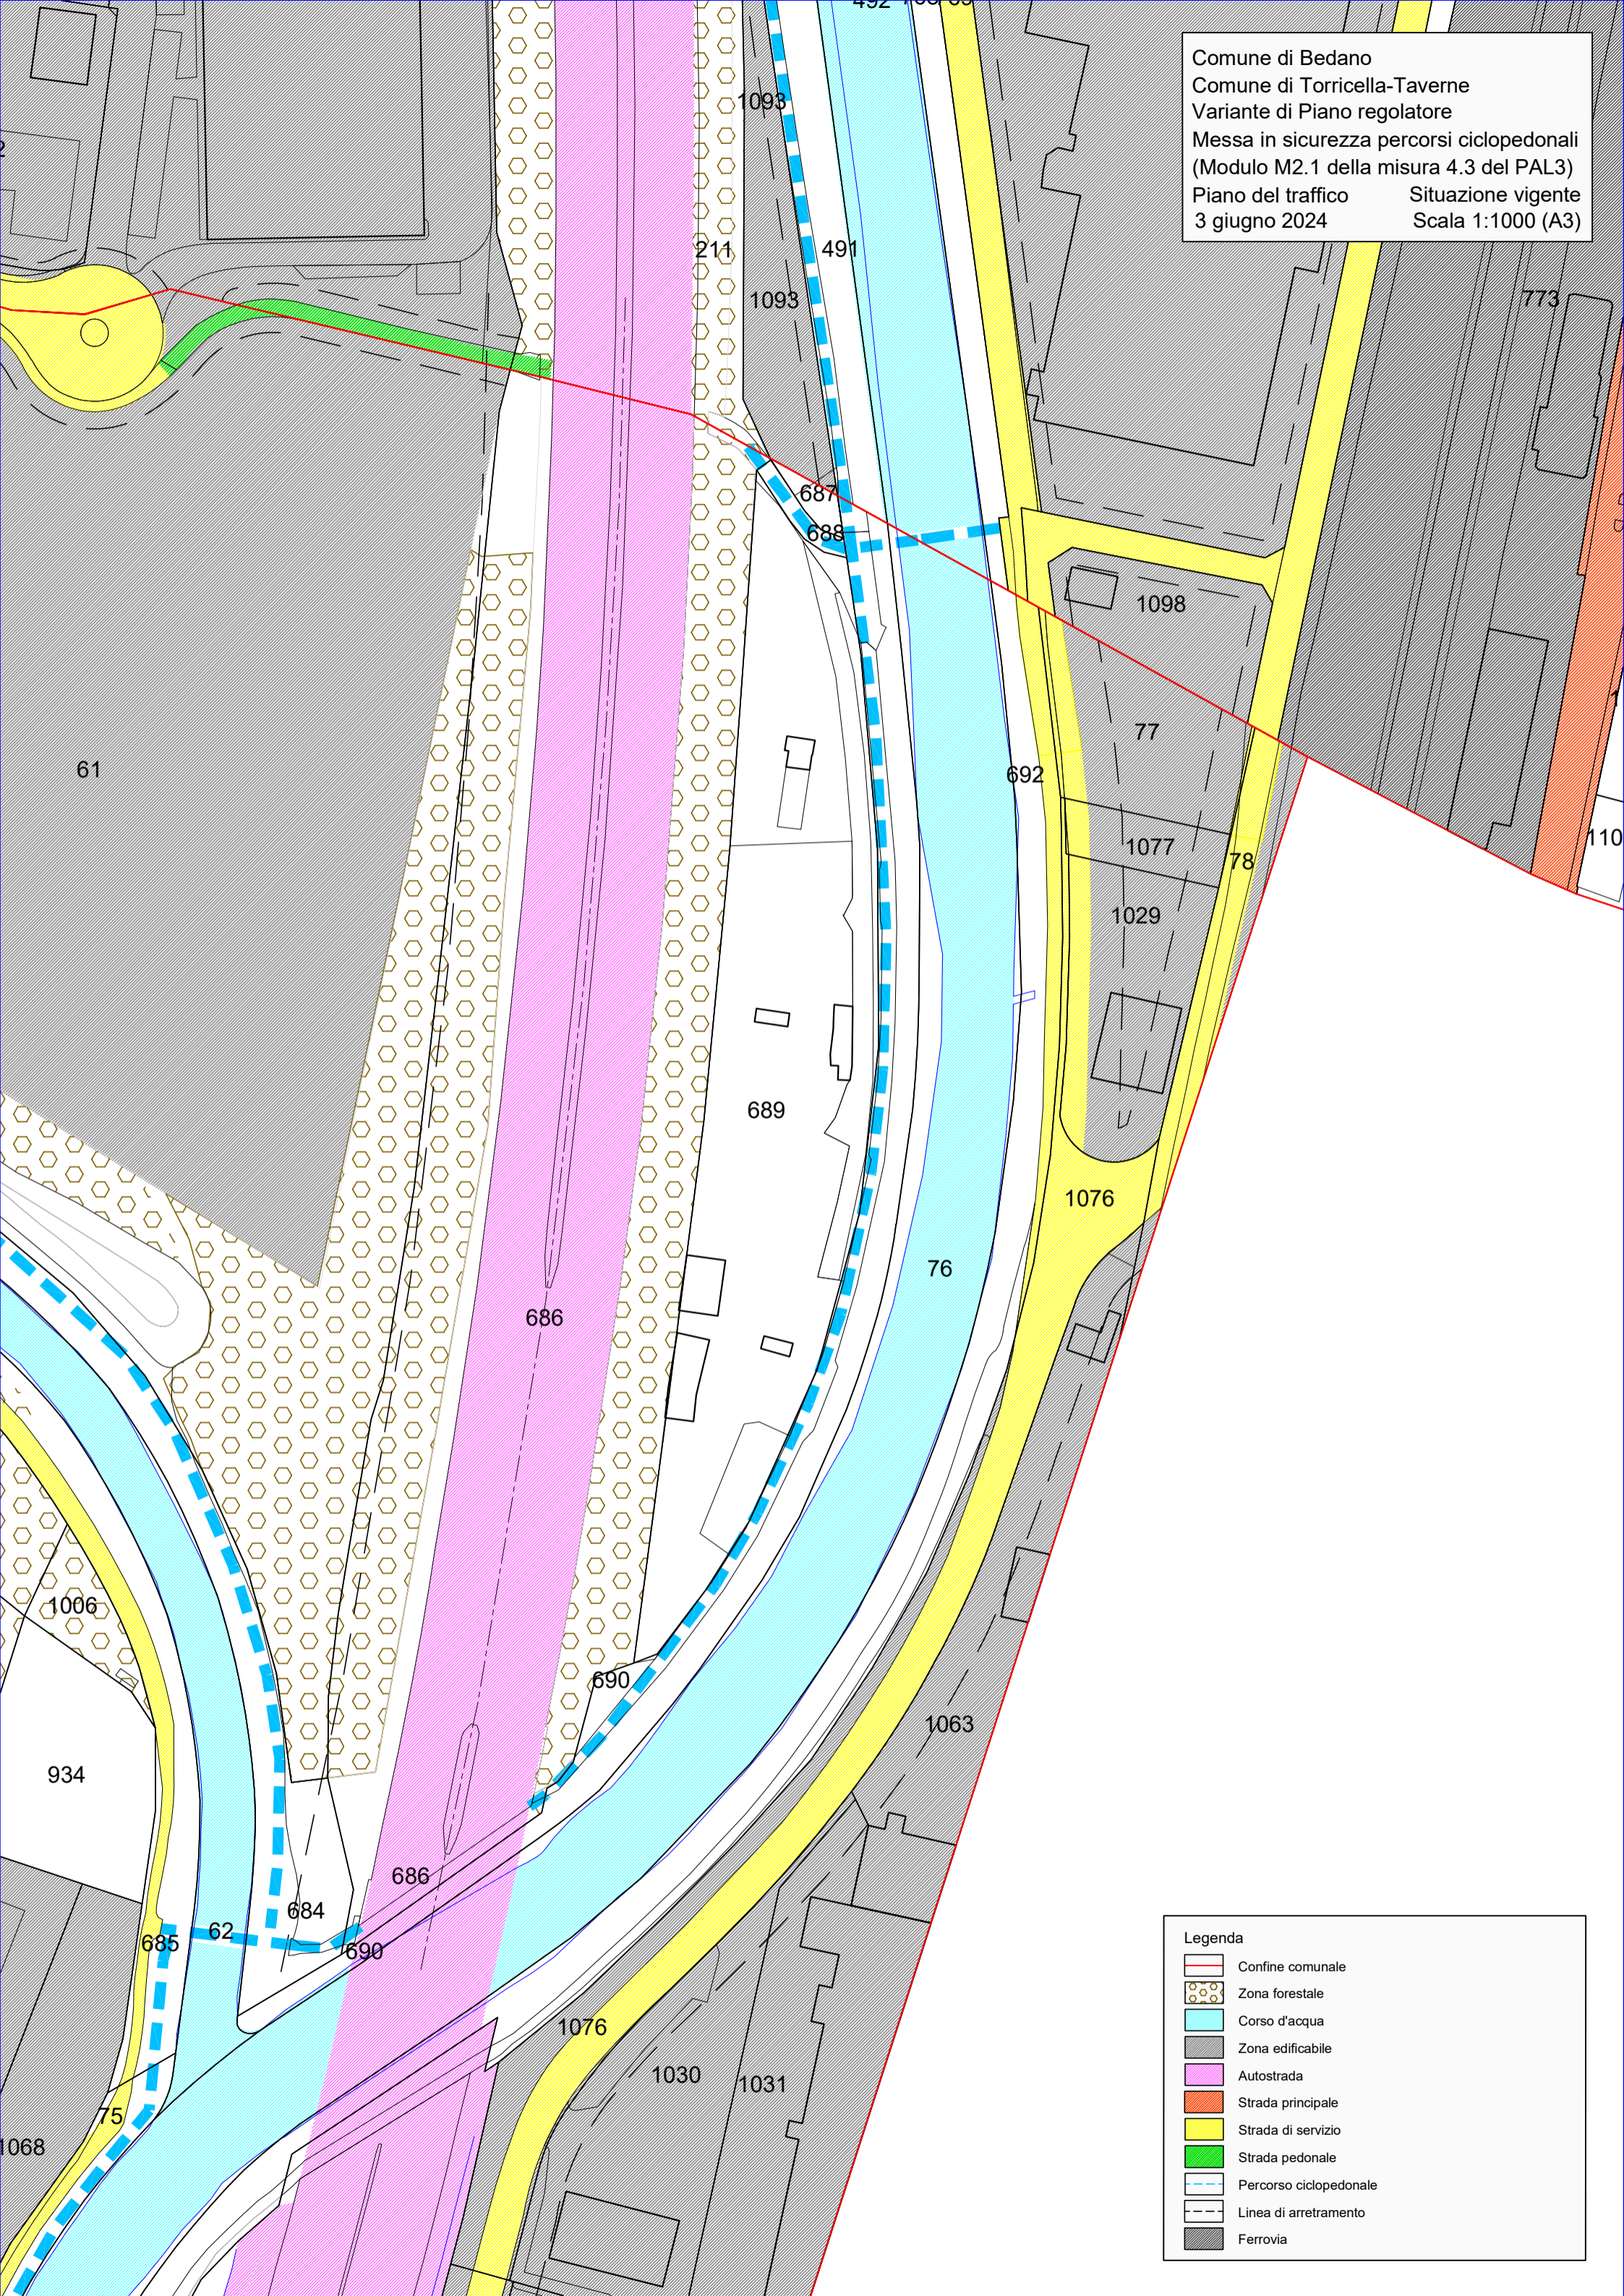 Comune di Bedano
Comune di Torricella-Taverne
Variante di Piano regolatore
Messa in sicurezza percorsi ciclopedonali
(Modulo M2.1 della misura 4.3 del PAL3)
Piano del traffico Situazione vigente
3 giugno 2024 Scala 1:1000 (A3)
492
1093
211
491
1093
773
687
688
1098
61
77
692
1077
78
110
1029
689
1076
76
686
1006
690
1063
934
686
684
62
685
690
1076
1030
1031
75
1068
Legenda
Confine comunale
Zona forestale
Corso d'acqua
Zona edificabile
Autostrada
Strada principale
Strada di servizio
Strada pedonale
Percorso ciclopedonale
Linea di arretramento
Ferrovia